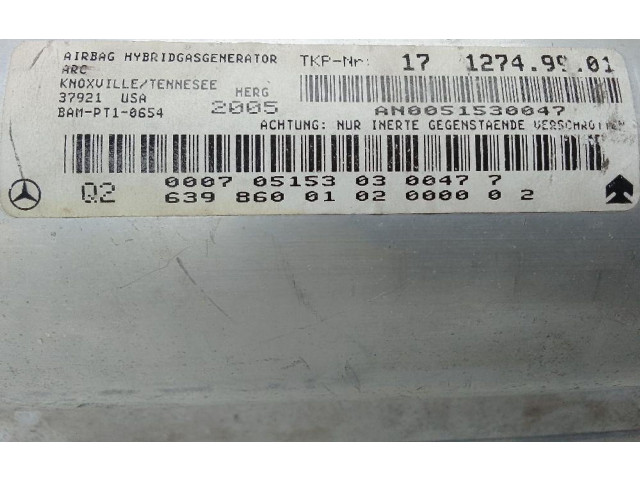 AIRBAG HYBRIDGASGENERATOR TKP-Nr: 17 1274.99.01
ARC
KNOXVILLE/TENNESEE HERG
37921 USA 2005 AN0051530047
BAM-PT1-0654
ACHTUNG: NUR INERTE GEGENSTAENDE VERSCHROTTEN
Q2 0007 05153 03 0047 7
639 860 01 02 0000 0 2